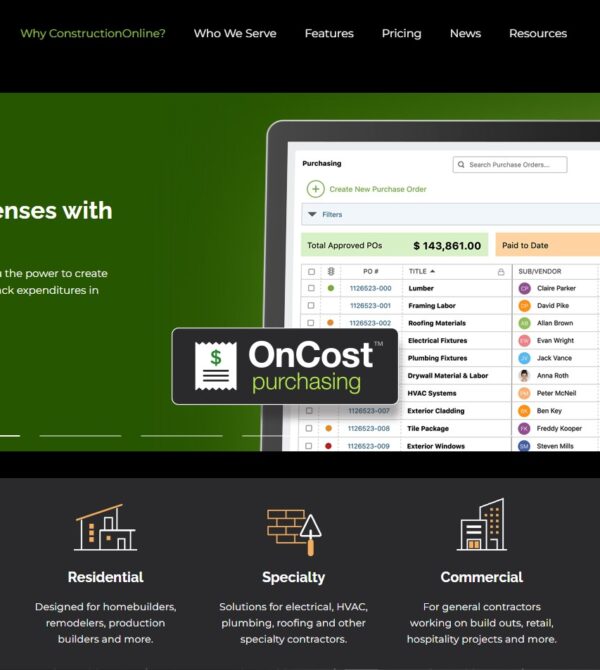 Why ConstructionOnline? Who We Serve Features Pricing News Resources
enses with
u the power to create
ck expenditures in
Purchasing
Search Purchase Orders...
Create New Purchase Order
Filters
Total Approved POs $ 143,861.00 Paid to Date
PO # TITLE SUB/VENDOR
1126523-000 Lumber CP Claire Parker
1126523-001 Framing Labor DP David Pike
1126523-002 Roofing Materials AB Allan Brown
Electrical Fixtures EW Evan Wright
Plumbing Fixtures JV Jack Vance
Drywall Material & Labor Anna Roth
HVAC Systems PM Peter McNeil
1126523-007 Exterior Cladding BK Ben Key
1126523-008 Tile Package FK Freddy Kooper
1126523-009 Exterior Windows SM Steven Mills
$ OnCost™
purchasing
Residential
Designed for homebuilders,
remodelers, production
builders and more.
Specialty
Solutions for electrical, HVAC,
plumbing, roofing and other
specialty contractors.
Commercial
For general contractors
working on build outs, retail,
hospitality projects and more.